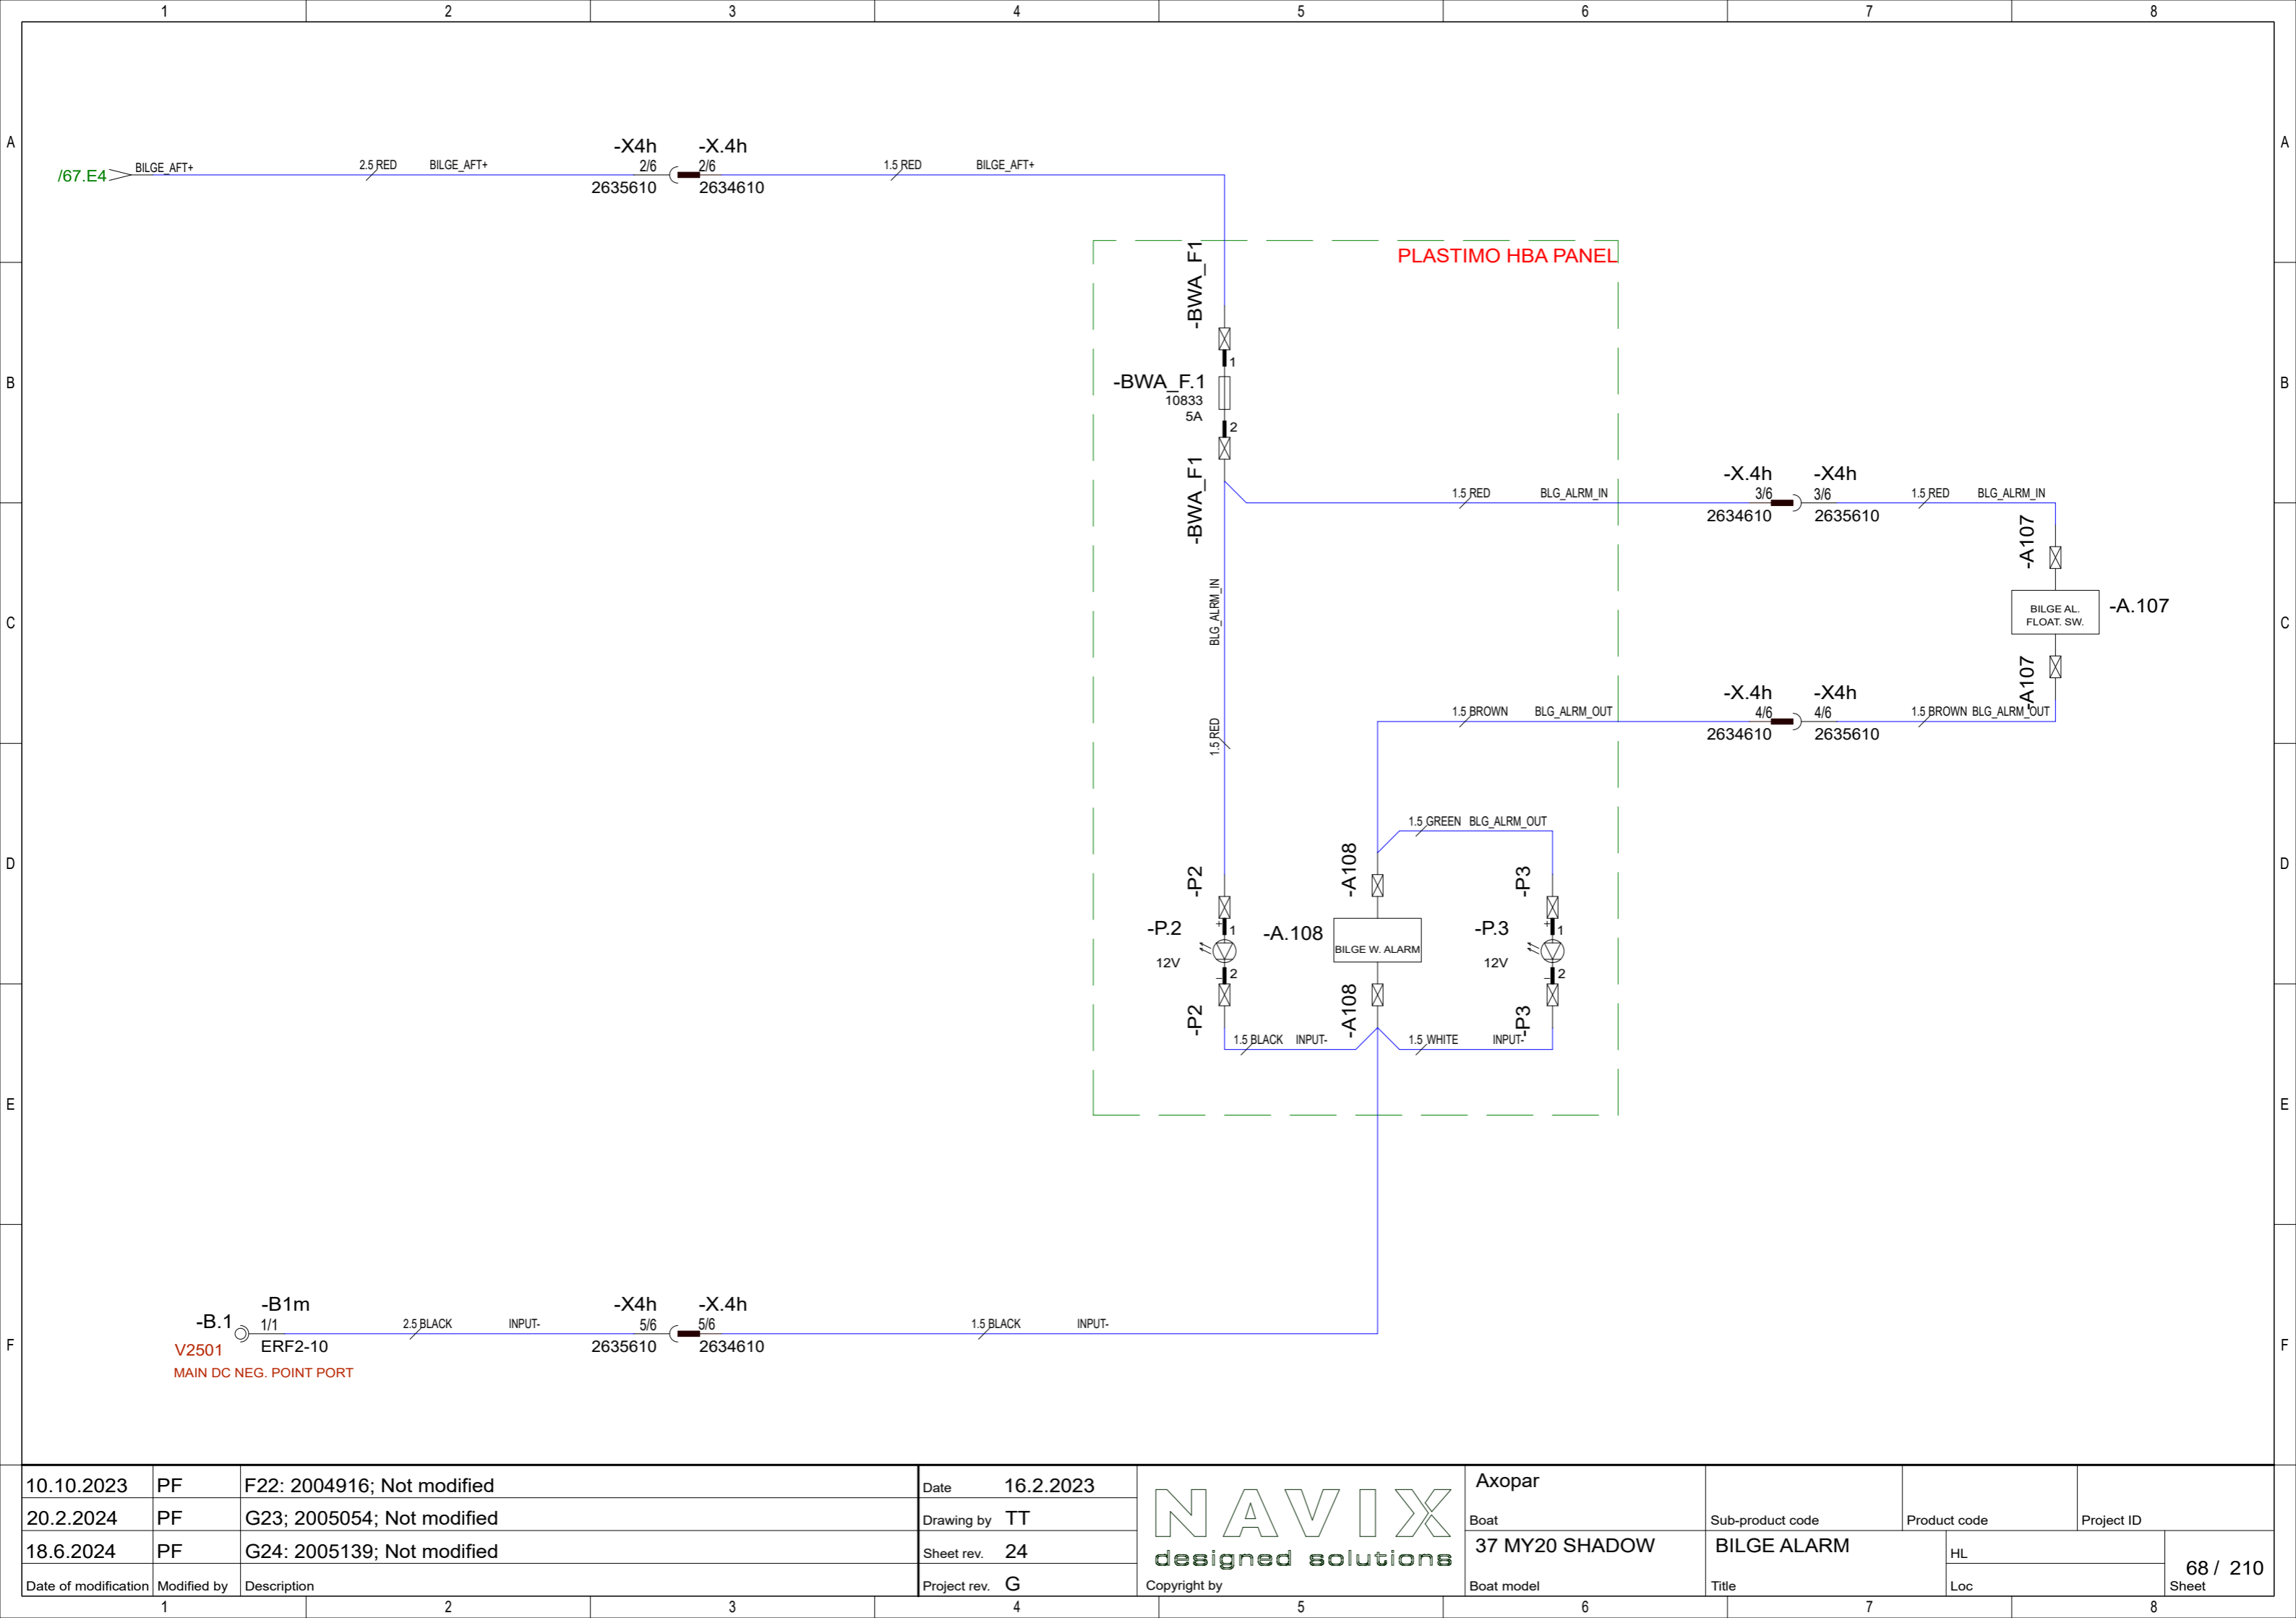 1 2 3 4 5 6 7 8
A A
-X4h -X.4h
/67.E4 BILGE_AFT+ 2.5 RED BILGE_AFT+ 2/6 2/6 1.5 RED BILGE_AFT+
2635610 2634610
PLASTIMO HBA PANEL
-BWA_F1
1
B B
-BWA_F.1
10833
5A
2
-BWA_F1
-X.4h -X4h
1.5 RED BLG_ALRM_IN 3/6 3/6 1.5 RED BLG_ALRM_IN
2634610 2635610
-A107
BLG_ALRM_IN
C C
BILGE AL.
FLOAT. SW.
-A.107
-A107
-X.4h -X4h
1.5 BROWN BLG_ALRM_OUT 4/6 4/6 1.5 BROWN BLG_ALRM_OUT
2634610 2635610
1.5 RED
1.5 GREEN BLG_ALRM_OUT
D D
-P2 -A108 -P3
+ 1 + 1
-P.2 -A.108 -P.3
BILGE W. ALARM
12V 12V
- 2 - 2
-P2 -A108 -P3
1.5 BLACK INPUT- 1.5 WHITE INPUT-
E E
-B1m -X4h -X.4h
-B.1 1/1 2.5 BLACK INPUT- 5/6 5/6 1.5 BLACK INPUT-
ERF2-10 2635610 2634610
F F
V2501
MAIN DC NEG. POINT PORT
10.10.2023 PF F22: 2004916; Not modified
20.2.2024 PF G23; 2005054; Not modified
18.6.2024 PF G24: 2005139; Not modified
Date of modification Modified by Description
Date 16.2.2023
Drawing by TT
Sheet rev. 24
Project rev. G
NAVIX
designed solutions
Copyright by
Axopar
Boat Sub-product code Product code Project ID
37 MY20 SHADOW BILGE ALARM HL
68 / 210
Boat model Title Loc Sheet
1 2 3 4 5 6 7 8